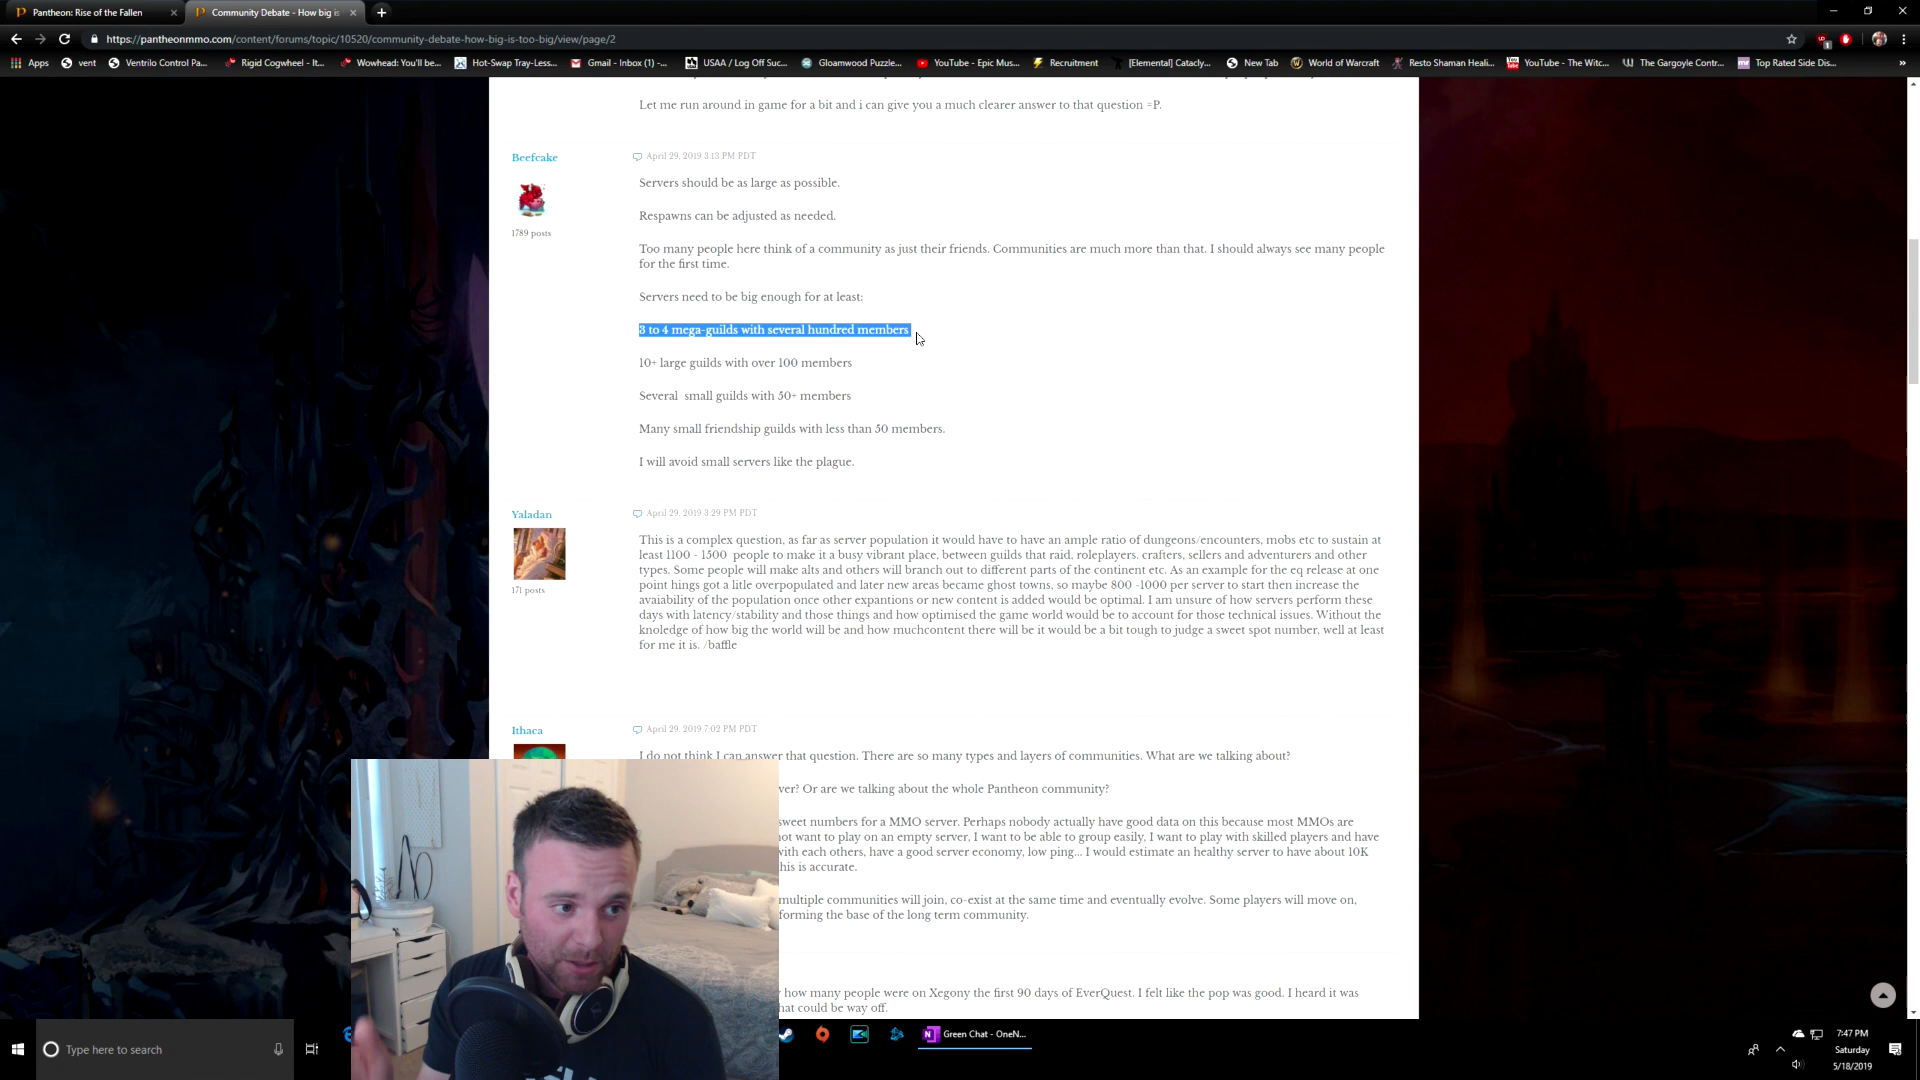 Pantheon: Rise of the Fallen
Community Debate - How big is
https://pantheonmmo.com/content/forums/topic/10520/community-debate-how-big-is-too-big/view/page/2
Apps
vent
Ventrilo Control Pa...
Rigid Cogwheel - It...
Wowhead: You'll be...
Hot-Swap Tray-Less...
Gmail - Inbox (1) -...
USAA / Log Off Suc...
Gloamwood Puzzle...
YouTube - Epic Mus...
Recruitment
[Elemental] Catacly...
New Tab
World of Warcraft
Resto Shaman Heali...
YouTube - The Witc...
The Gargoyle Contr...
Top Rated Side Dis...
Let me run around in game for a bit and i can give you a much clearer answer to that question =P.
Beefcake
April 29, 2019 3:13 PM PDT
1789 posts
Servers should be as large as possible.
Respawns can be adjusted as needed.
Too many people here think of a community as just their friends. Communities are much more than that. I should always see many people
for the first time.
Servers need to be big enough for at least:
3 to 4 mega-guilds with several hundred members
10+ large guilds with over 100 members
Several small guilds with 50+ members
Many small friendship guilds with less than 50 members.
I will avoid small servers like the plague.
Yaladan
April 29, 2019 3:29 PM PDT
171 posts
This is a complex question, as far as server population it would have to have an ample ratio of dungeons/encounters, mobs etc to sustain at
least 1100 - 1500 people to make it a busy vibrant place, between guilds that raid, roleplayers. crafters, sellers and adventurers and other
types. Some people will make alts and others will branch out to different parts of the continent etc. As an example for the eq release at one
point hings got a litle overpopulated and later new areas became ghost towns, so maybe 800 -1000 per server to start then increase the
avaiability of the population once other expantions or new content is added would be optimal. I am unsure of how servers perform these
days with latency/stability and those things and how optimised the game world would be to account for those technical issues. Without the
knoledge of how big the world will be and how muchcontent there will be it would be a bit tough to judge a sweet spot number, well at least
for me it is. /baffle
Ithaca
April 29, 2019 7:02 PM PDT
I do not think I can answer that question. There are so many types and layers of communities. What are we talking about?
ver? Or are we talking about the whole Pantheon community?
sweet numbers for a MMO server. Perhaps nobody actually have good data on this because most MMOs are
not want to play on an empty server, I want to be able to group easily, I want to play with skilled players and have
with each others, have a good server economy, low ping... I would estimate an healthy server to have about 10K
his is accurate.
multiple communities will join, co-exist at the same time and eventually evolve. Some players will move on,
forming the base of the long term community.
how many people were on Xegony the first 90 days of EverQuest. I felt like the pop was good. I heard it was
hat could be way off.
Type here to search
Green Chat - OneN...
7:47 PM
Saturday
5/18/2019